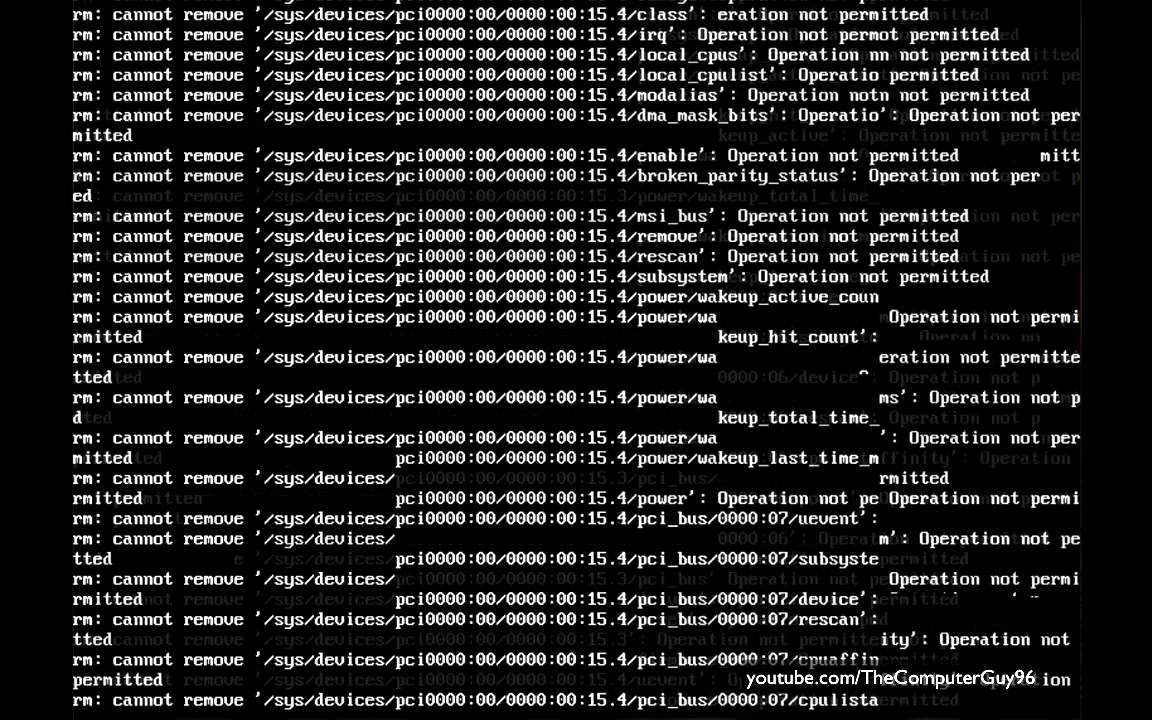 rm: cannot remove '/sys/devices/pci0000:00/0000:00:15.4/class': eration not permitted
rm: cannot remove '/sys/devices/pci0000:00/0000:00:15.4/irq': Operation not permot permitted
rm: cannot remove '/sys/devices/pci0000:00/0000:00:15.4/local_cpus': Operation nn not permitted
rm: cannot remove '/sys/devices/pci0000:00/0000:00:15.4/local_cpulist': Operatio permitted
rm: cannot remove '/sys/devices/pci0000:00/0000:00:15.4/modalias': Operation notn not permitted
rm: cannot remove '/sys/devices/pci0000:00/0000:00:15.4/dma_mask_bits': Operatio': Operation not per
mitted
rm: cannot remove '/sys/devices/pci0000:00/0000:00:15.4/enable': Operation not permitted mitt
rm: cannot remove '/sys/devices/pci0000:00/0000:00:15.4/broken_parity_status': Operation not per
ed
rm: cannot remove '/sys/devices/pci0000:00/0000:00:15.4/msi_bus': Operation not permitted
rm: cannot remove '/sys/devices/pci0000:00/0000:00:15.4/remove': Operation not permitted
rm: cannot remove '/sys/devices/pci0000:00/0000:00:15.4/rescan': Operation not permitted
rm: cannot remove '/sys/devices/pci0000:00/0000:00:15.4/subsystem': Operation not permitted
rm: cannot remove '/sys/devices/pci0000:00/0000:00:15.4/power/wakeup_active_coun
rm: cannot remove '/sys/devices/pci0000:00/0000:00:15.4/power/wa Operation not permi
rmitted keup_hit_count':
rm: cannot remove '/sys/devices/pci0000:00/0000:00:15.4/power/wa eration not permitte
tted
rm: cannot remove '/sys/devices/pci0000:00/0000:00:15.4/power/wa ms': Operation not p
d keup_total_time_
rm: cannot remove '/sys/devices/pci0000:00/0000:00:15.4/power/wa ': Operation not per
mitted pci0000:00/0000:00:15.4/power/wakeup_last_time_m
rm: cannot remove '/sys/devices/ rmitted
rmitted pci0000:00/0000:00:15.4/power': Operation not pe Operation not permi
rm: cannot remove '/sys/devices/pci0000:00/0000:00:15.4/pci_bus/0000:07/uevent':
rm: cannot remove '/sys/devices/ m': Operation not pe
tted pci0000:00/0000:00:15.4/pci_bus/0000:07/subsyste
rm: cannot remove '/sys/devices/ Operation not permi
rmitted pci0000:00/0000:00:15.4/pci_bus/0000:07/device':
rm: cannot remove '/sys/devices/pci0000:00/0000:00:15.4/pci_bus/0000:07/rescan':
tted ity': Operation not
rm: cannot remove '/sys/devices/pci0000:00/0000:00:15.4/pci_bus/0000:07/cpuaffin
permitted
youtube.com/TheComputerGuy96
rm: cannot remove '/sys/devices/pci0000:00/0000:00:15.4/pci_bus/0000:07/cpulista